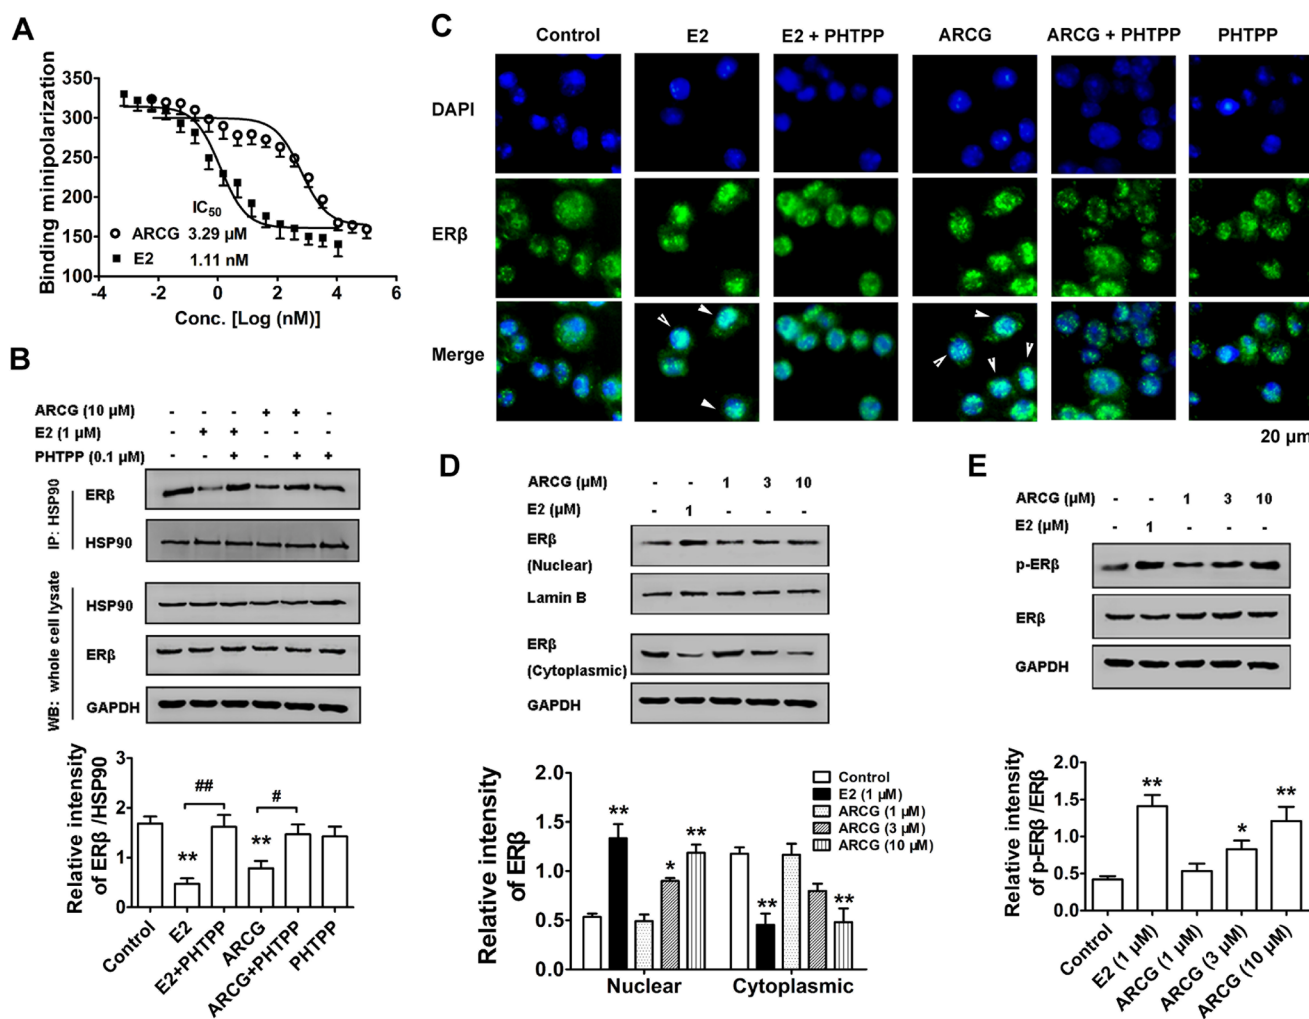 A
350
300
250
200
150
100
-4
-2
0
2
4
6
Binding minipolarization
Conc. [Log (nM)]
IC50
ARCG 3.29 µM
E2 1.11 nM
B
ARCG (10 µM) - - - + + -
E2 (1 µM) - + + - - -
PHTPP (0.1 µM) - - + - + +
IP: HSP90
ERβ
HSP90
WB: whole cell lysate
HSP90
ERβ
GAPDH
Relative intensity
of ERβ /HSP90
3
2
1
0
**
##
**
#
Control
E2
E2+PHTPP
ARCG
ARCG+PHTPP
PHTPP
C
Control E2 E2 + PHTPP ARCG ARCG + PHTPP PHTPP
DAPI
ERβ
Merge
20 µm
D
ARCG (µM) - - 1 3 10
E2 (µM) - 1 - - -
ERβ
(Nuclear)
Lamin B
ERβ
(Cytoplasmic)
GAPDH
Relative intensity
of ERβ
2.0
1.5
1.0
0.5
0.0
**
*
**
**
**
Control
E2 (1 µM)
ARCG (1 µM)
ARCG (3 µM)
ARCG (10 µM)
Nuclear Cytoplasmic
E
ARCG (µM) - - 1 3 10
E2 (µM) - 1 - - -
p-ERβ
ERβ
GAPDH
Relative intensity
of p-ERβ /ERβ
2.0
1.5
1.0
0.5
0.0
**
*
**
Control
E2 (1 µM)
ARCG (1 µM)
ARCG (3 µM)
ARCG (10 µM)